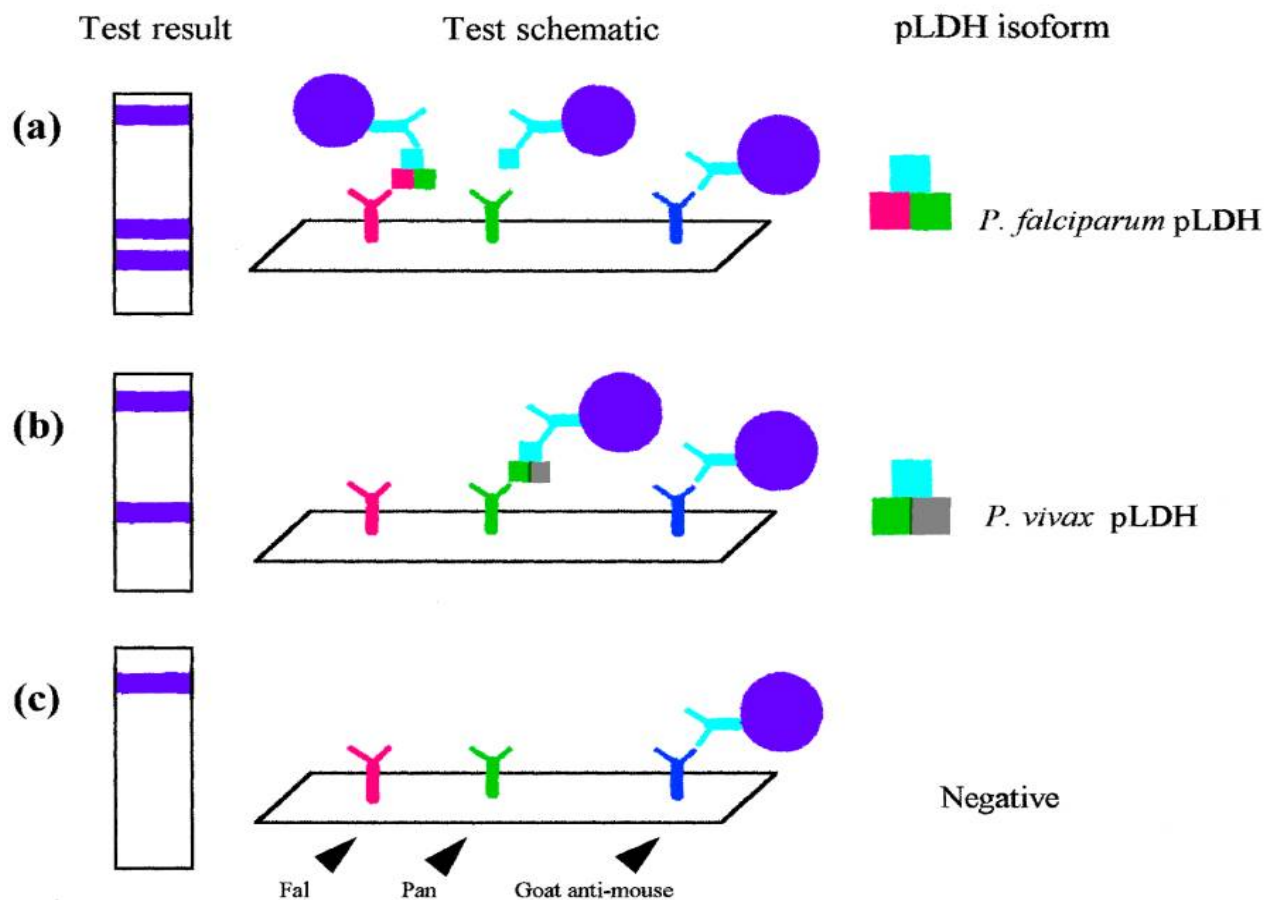 Test result
Test schematic
pLDH isoform
(a)
P. falciparum pLDH
(b)
P. vivax pLDH
(c)
Negative
Fal
Pan
Goat anti-mouse